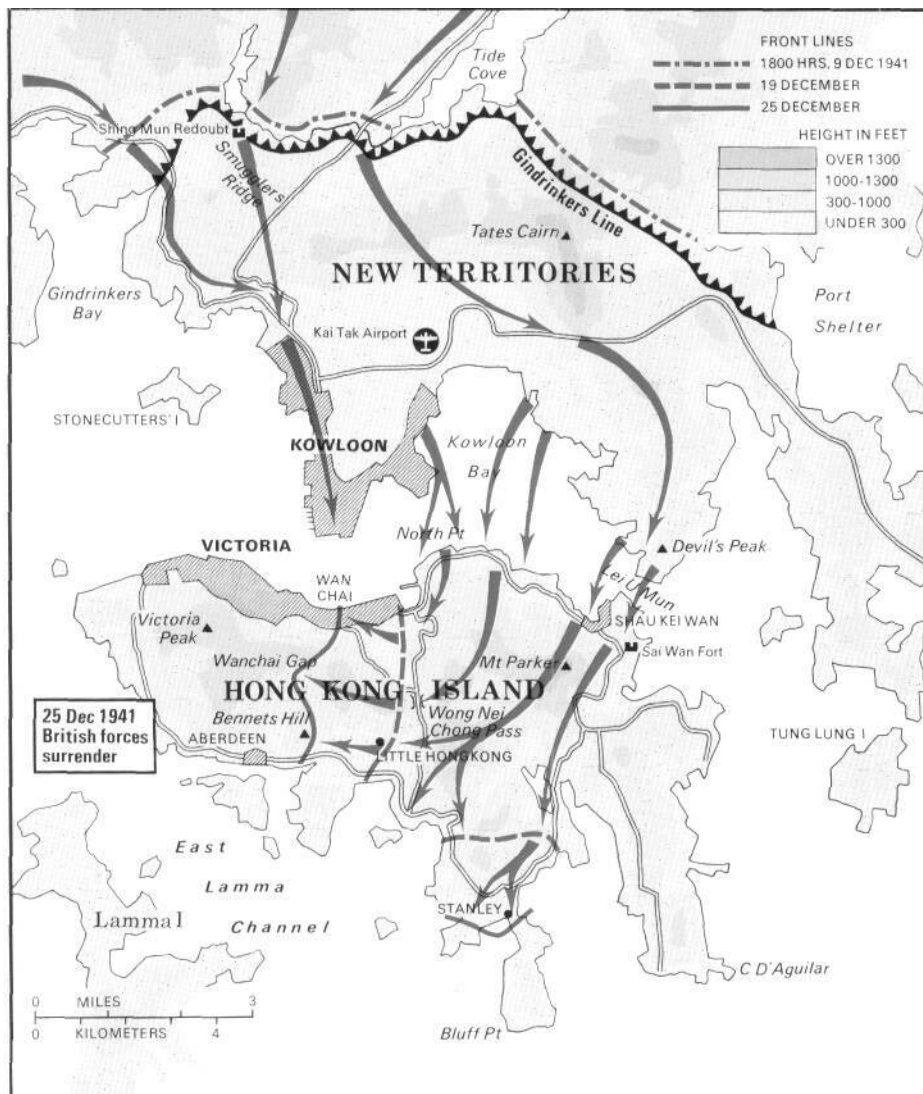 FRONT LINES
1800 HRS, 9 DEC 1941
19 DECEMBER
25 DECEMBER
HEIGHT IN FEET
OVER 1300
1000-1300
300-1000
UNDER 300
Tide
Cove
Shing Mun Redoubt
Smugglers
Ridge
Gindrinkers Line
Tates Cairn
NEW TERRITORIES
Gindrinkers
Bay
Port
Shelter
Kai Tak Airport
STONECUTTERS' I
KOWLOON
Kowloon
Bay
North Pt
VICTORIA
Devil's Peak
Lei U Mun
WAN
CHAI
SHAU KEI WAN
Victoria
Peak
Sai Wan Fort
Wanchai Gap
Mt Parker
HONG KONG ISLAND
25 Dec 1941
British forces
surrender
Bennets Hill
Wong Nei
Chong Pass
ABERDEEN
LITTLE HONGKONG
TUNG LUNG I
East
Lamma
Channel
Lamma I
STANLEY
C D'Aguilar
Bluff Pt
0 MILES 3
0 KILOMETERS 4